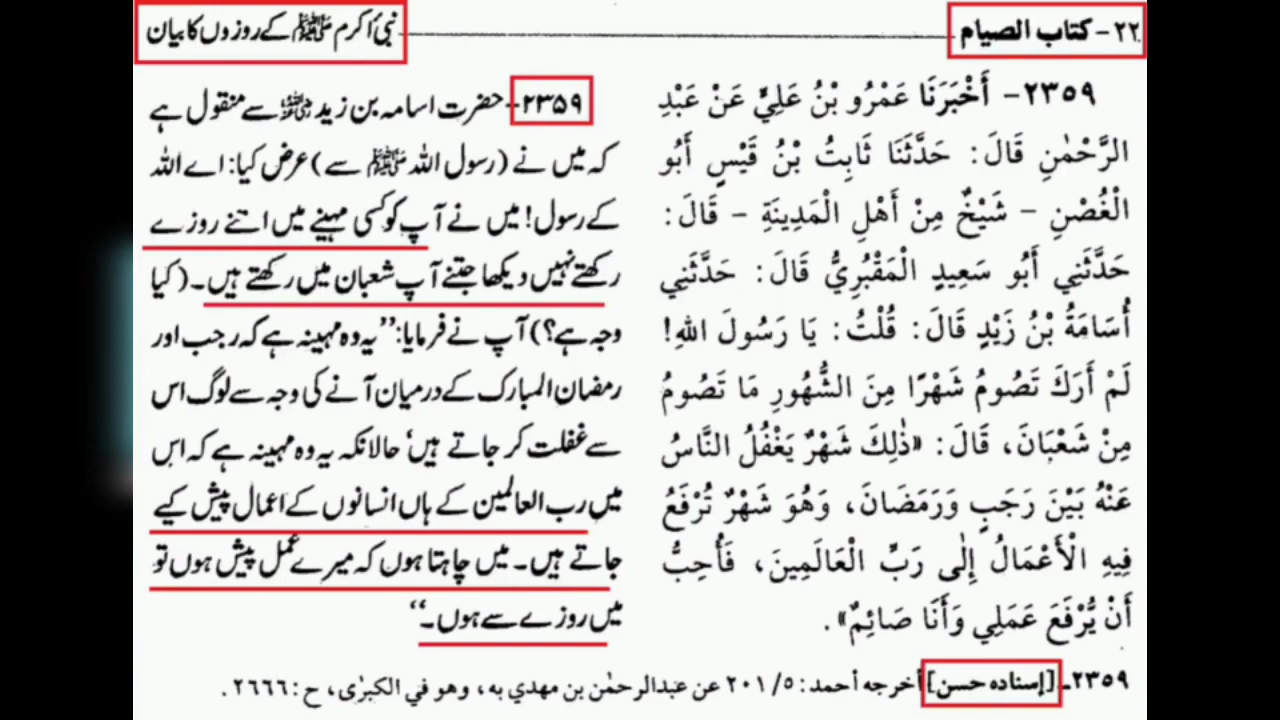 ۲۲- كتاب الصيام
نبیٔ اکرم ﷺ کے روزوں کا بیان
٢٣٥٩- أَخْبَرَنَا عَمْرُو بْنُ عَلِيٍّ عَنْ عَبْدِ
الرَّحْمٰنِ قَالَ: حَدَّثَنَا ثَابِتُ بْنُ قَيْسٍ أَبُو
الْغُصْنِ - شَيْخٌ مِنْ أَهْلِ الْمَدِينَةِ - قَالَ:
حَدَّثَنِي أَبُو سَعِيدٍ الْمَقْبُرِيُّ قَالَ: حَدَّثَنِي
أُسَامَةُ بْنُ زَيْدٍ قَالَ: قُلْتُ: يَا رَسُولَ اللهِ!
لَمْ أَرَكَ تَصُومُ شَهْرًا مِنَ الشُّهُورِ مَا تَصُومُ
مِنْ شَعْبَانَ، قَالَ: «ذٰلِكَ شَهْرٌ يَغْفُلُ النَّاسُ
عَنْهُ بَيْنَ رَجَبٍ وَرَمَضَانَ، وَهُوَ شَهْرٌ تُرْفَعُ
فِيهِ الْأَعْمَالُ إِلٰى رَبِّ الْعَالَمِينَ، فَأُحِبُّ
أَنْ يُّرْفَعَ عَمَلِي وَأَنَا صَائِمٌ».
۲۳۵۹- حضرت اسامہ بن زید ؓ سے منقول ہے
کہ میں نے (رسول اللہ ﷺ سے) عرض کیا: اے اللہ
کے رسول! میں نے آپ کو کسی مہینے میں اتنے روزے
رکھتے نہیں دیکھا جتنے آپ شعبان میں رکھتے ہیں۔ (کیا
وجہ ہے؟) آپ نے فرمایا: ’’یہ وہ مہینہ ہے کہ رجب اور
رمضان المبارک کے درمیان آنے کی وجہ سے لوگ اس
سے غفلت کر جاتے ہیں‘ حالانکہ یہ وہ مہینہ ہے کہ اس
میں رب العالمین کے ہاں انسانوں کے اعمال پیش کیے
جاتے ہیں۔ میں چاہتا ہوں کہ میرے عمل پیش ہوں تو
میں روزے سے ہوں۔‘‘
٢٣٥٩ـ [إسناده حسن] أخرجه أحمد: ٥/ ٢٠١ عن عبدالرحمٰن بن مهدي به، وهو في الكبرٰى، ح: ٢٦٦٦.